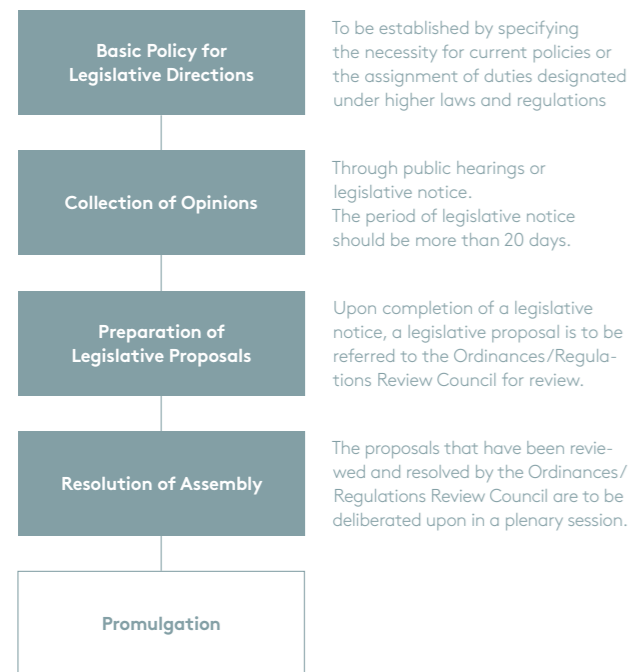 Basic Policy for
Legislative Directions
To be established by specifying
the necessity for current policies or
the assignment of duties designated
under higher laws and regulations
Collection of Opinions
Through public hearings or
legislative notice.
The period of legislative notice
should be more than 20 days.
Preparation of
Legislative Proposals
Upon completion of a legislative
notice, a legislative proposal is to be
referred to the Ordinances/Regula-
tions Review Council for review.
Resolution of Assembly
The proposals that have been revie-
wed and resolved by the Ordinances/
Regulations Review Council are to be
deliberated upon in a plenary session.
Promulgation